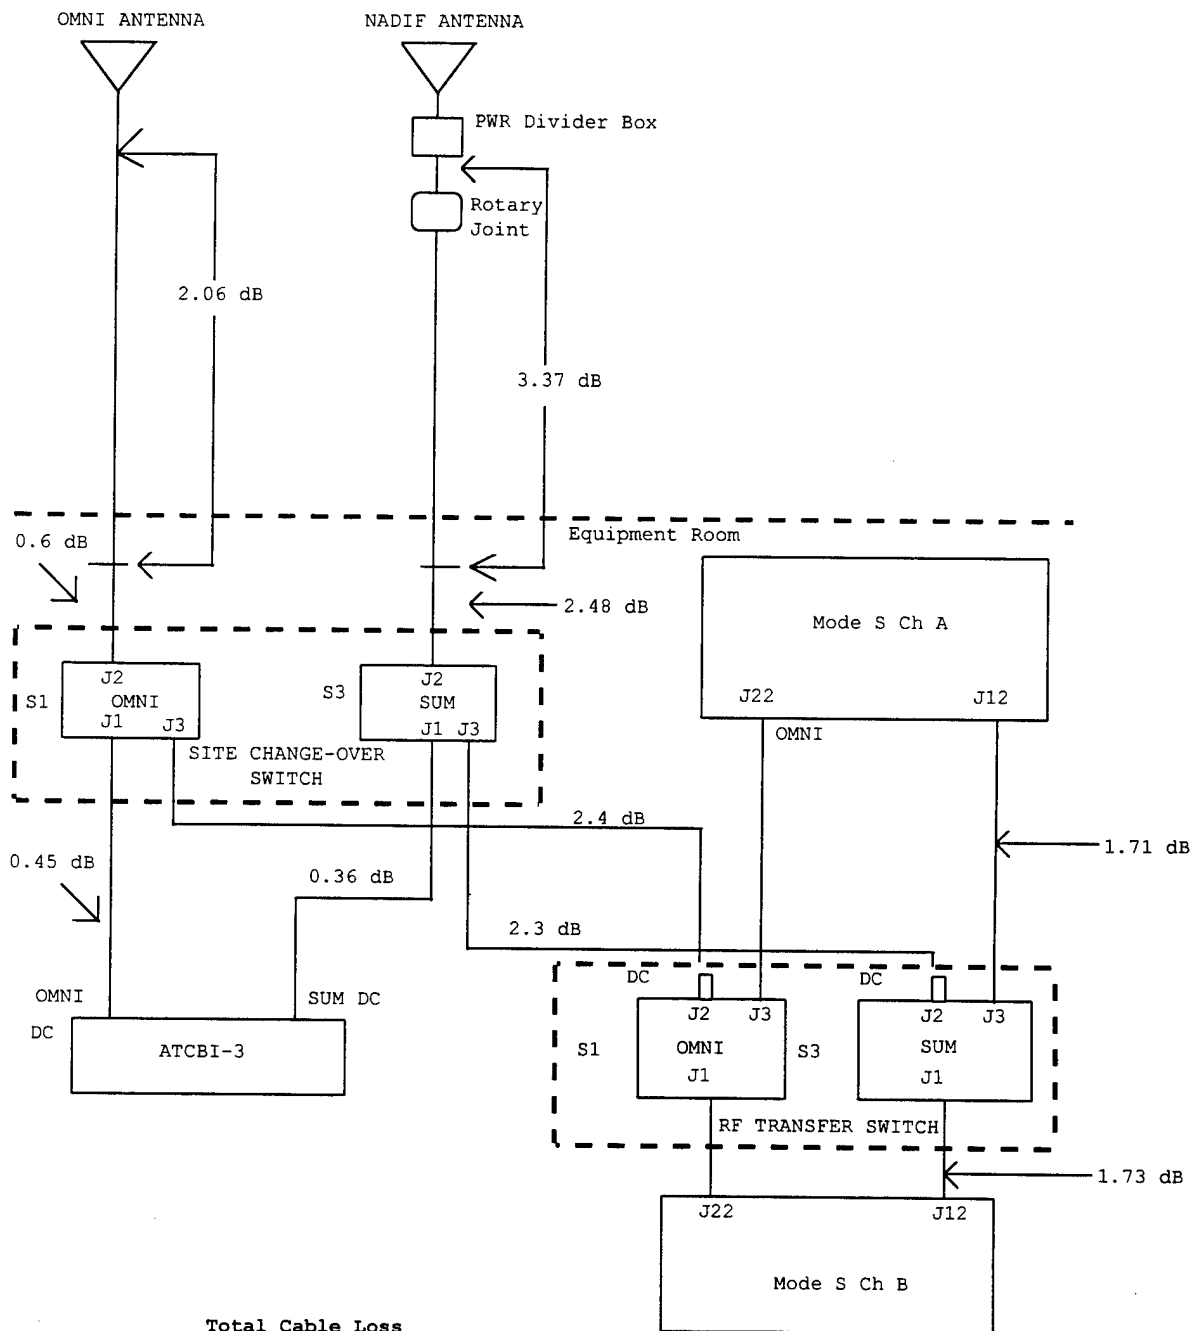 OMNI ANTENNA
NADIF ANTENNA
PWR Divider Box
Rotary
Joint
2.06 dB
3.37 dB
Equipment Room
0.6 dB
2.48 dB
Mode S Ch A
J22
J12
OMNI
S1
J2
OMNI
J1
J3
S3
J2
SUM
J1
J3
SITE CHANGE-OVER
SWITCH
2.4 dB
1.71 dB
0.45 dB
0.36 dB
2.3 dB
OMNI
DC
SUM DC
ATCBI-3
DC
DC
S1
J2
J3
OMNI
J1
S3
J2
J3
SUM
J1
RF TRANSFER SWITCH
1.73 dB
J22
J12
Mode S Ch B
Total Cable Loss